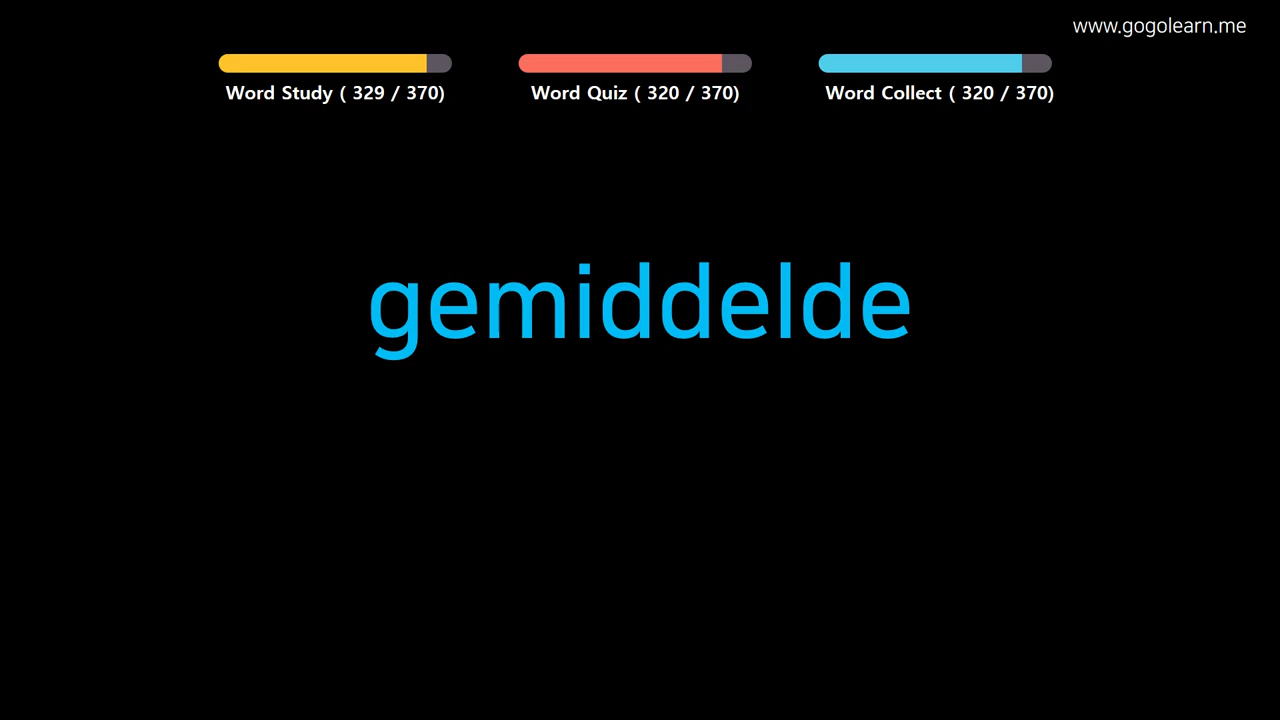 www.gogolearn.me
Word Study ( 329 / 370)
Word Quiz ( 320 / 370)
Word Collect ( 320 / 370)
gemiddelde